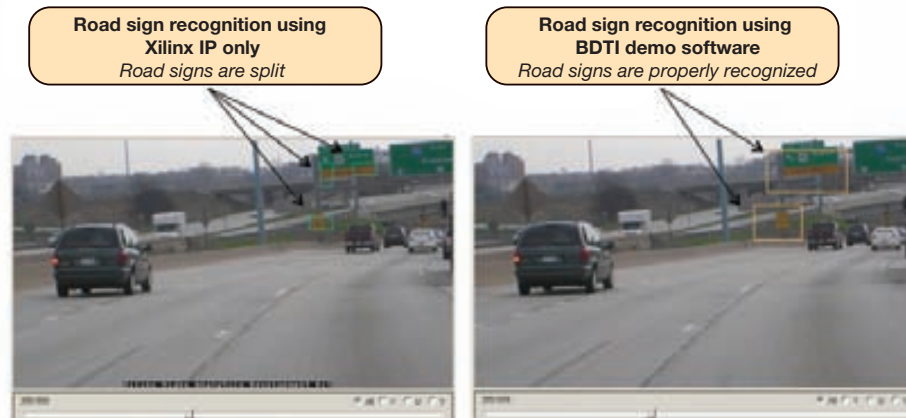 Road sign recognition using
Xilinx IP only
Road signs are split
Road sign recognition using
BDTI demo software
Road signs are properly recognized